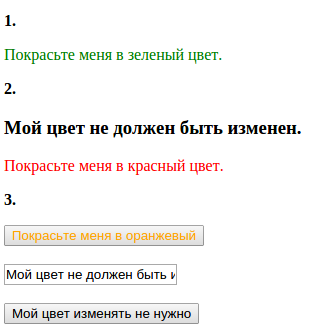 1.
Покрасьте меня в зеленый цвет.
2.
Мой цвет не должен быть изменен.
Покрасьте меня в красный цвет.
3.
Покрасьте меня в оранжевый
Мой цвет не должен быть и
Мой цвет изменять не нужно